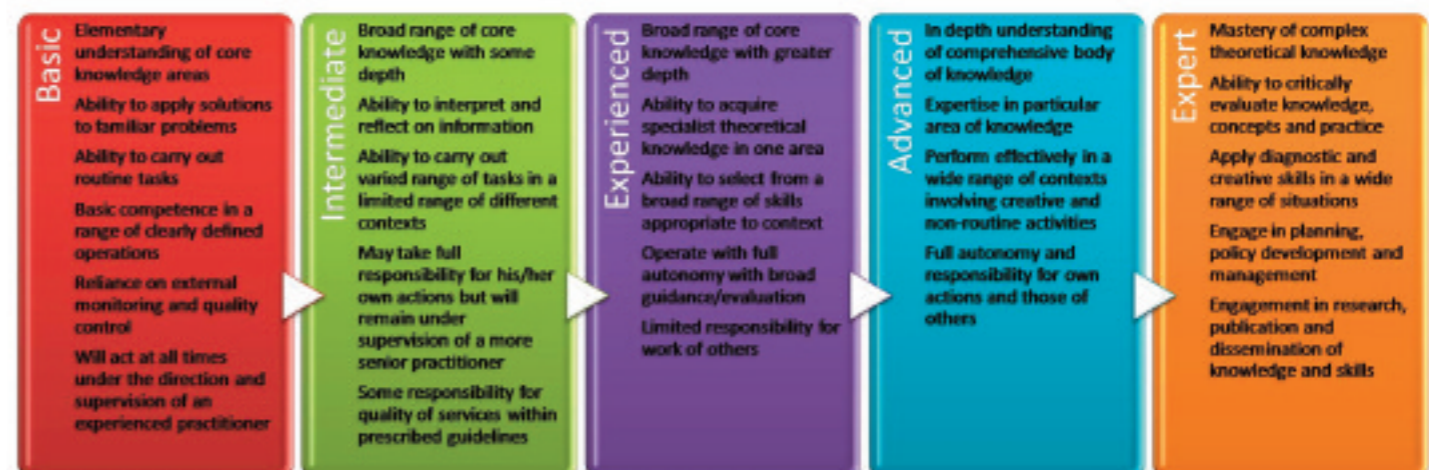 Basic
Elementary
understanding of core
knowledge areas
Ability to apply solutions
to familiar problems
Ability to carry out
routine tasks
Basic competence in a
range of clearly defined
operations
Reliance on external
monitoring and quality
control
Will act at all times
under the direction and
supervision of an
experienced practitioner
Intermediate
Broad range of core
knowledge with some
depth
Ability to interpret and
reflect on information
Ability to carry out
varied range of tasks in a
limited range of different
contexts
May take full
responsibility for his/her
own actions but will
remain under
supervision of a more
senior practitioner
Some responsibility for
quality of services within
prescribed guidelines
Experienced
Broad range of core
knowledge with greater
depth
Ability to acquire
specialist theoretical
knowledge in one area
Ability to select from a
broad range of skills
appropriate to context
Operate with full
autonomy with broad
guidance/evaluation
Limited responsibility for
work of others
Advanced
In depth understanding
of comprehensive body
of knowledge
Expertise in particular
area of knowledge
Perform effectively in a
wide range of contexts
involving creative and
non-routine activities
Full autonomy and
responsibility for own
actions and those of
others
Expert
Mastery of complex
theoretical knowledge
Ability to critically
evaluate knowledge,
concepts and practice
Apply diagnostic and
creative skills in a wide
range of situations
Engage in planning,
policy development and
management
Engagement in research,
publication and
dissemination of
knowledge and skills